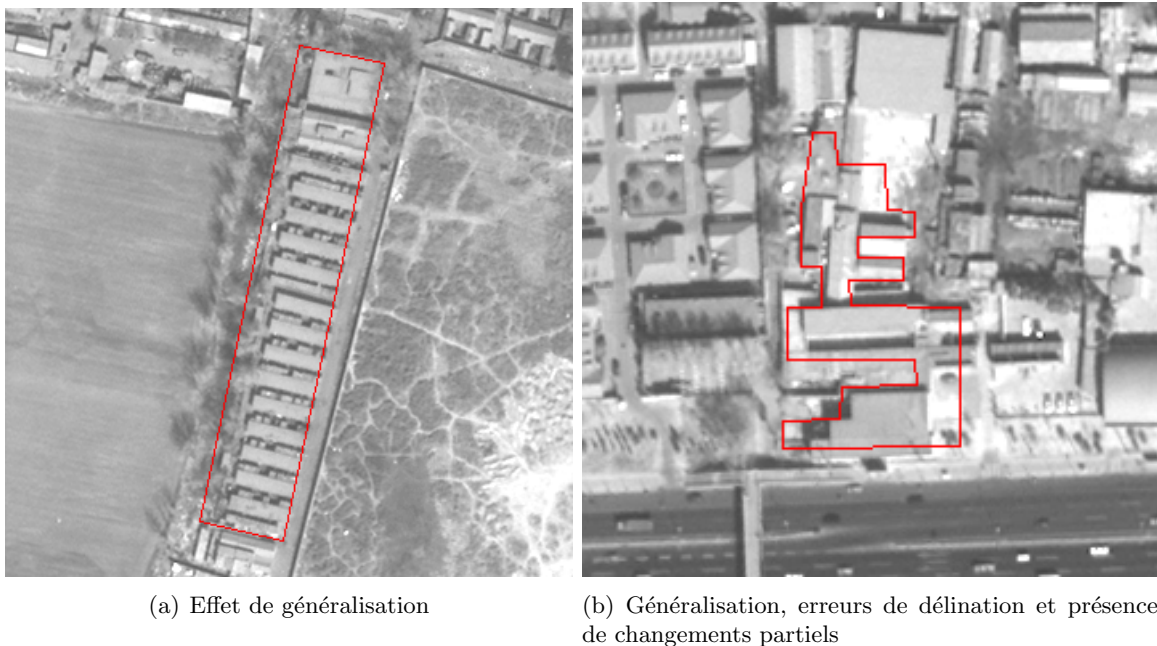 (a) Effet de généralisation
(b) Généralisation, erreurs de délination et présence
de changements partiels